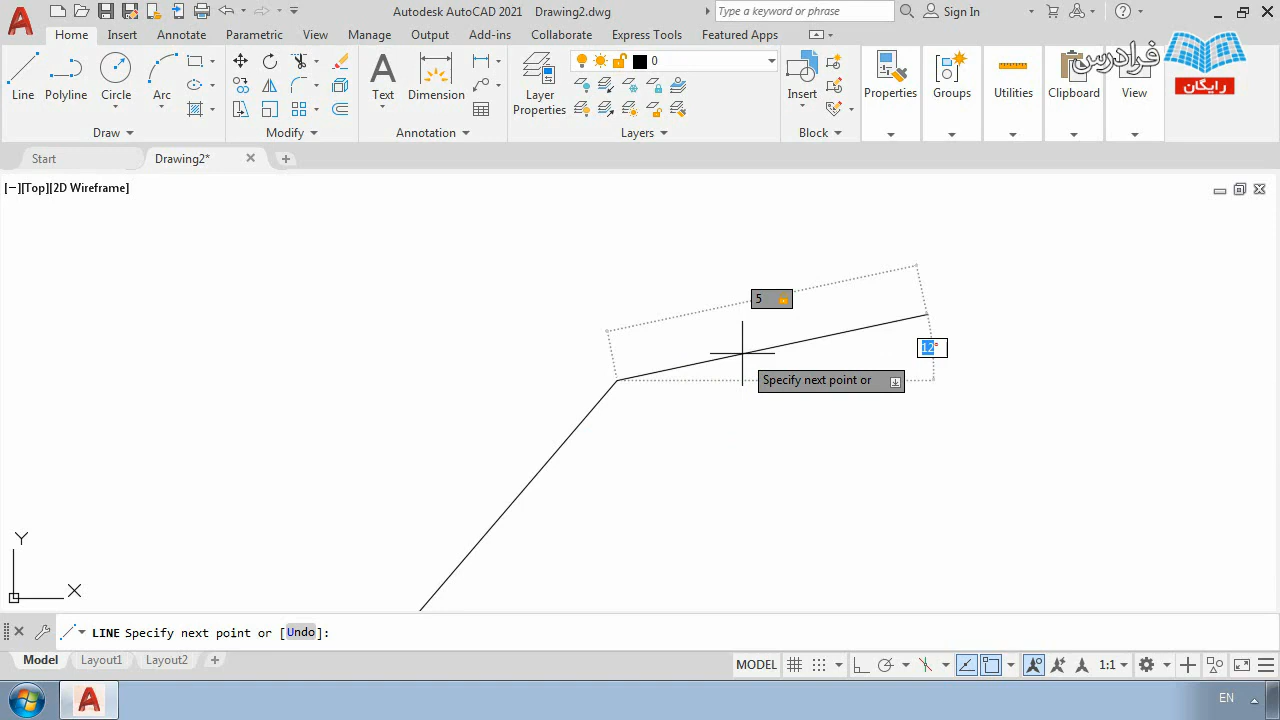 Autodesk AutoCAD 2021 Drawing2.dwg
Type a keyword or phrase
Sign In
Home Insert Annotate Parametric View Manage Output Add-ins Collaborate Express Tools Featured Apps
فرادرس
رایگان
0
Line Polyline Circle Arc
Text Dimension
Layer
Properties
Insert
Properties Groups Utilities Clipboard View
Draw Modify Annotation Layers Block
Start Drawing2*
[−][Top][2D Wireframe]
5
12°
Specify next point or
Y
X
LINE Specify next point or [Undo]:
Model Layout1 Layout2
MODEL 1:1
EN